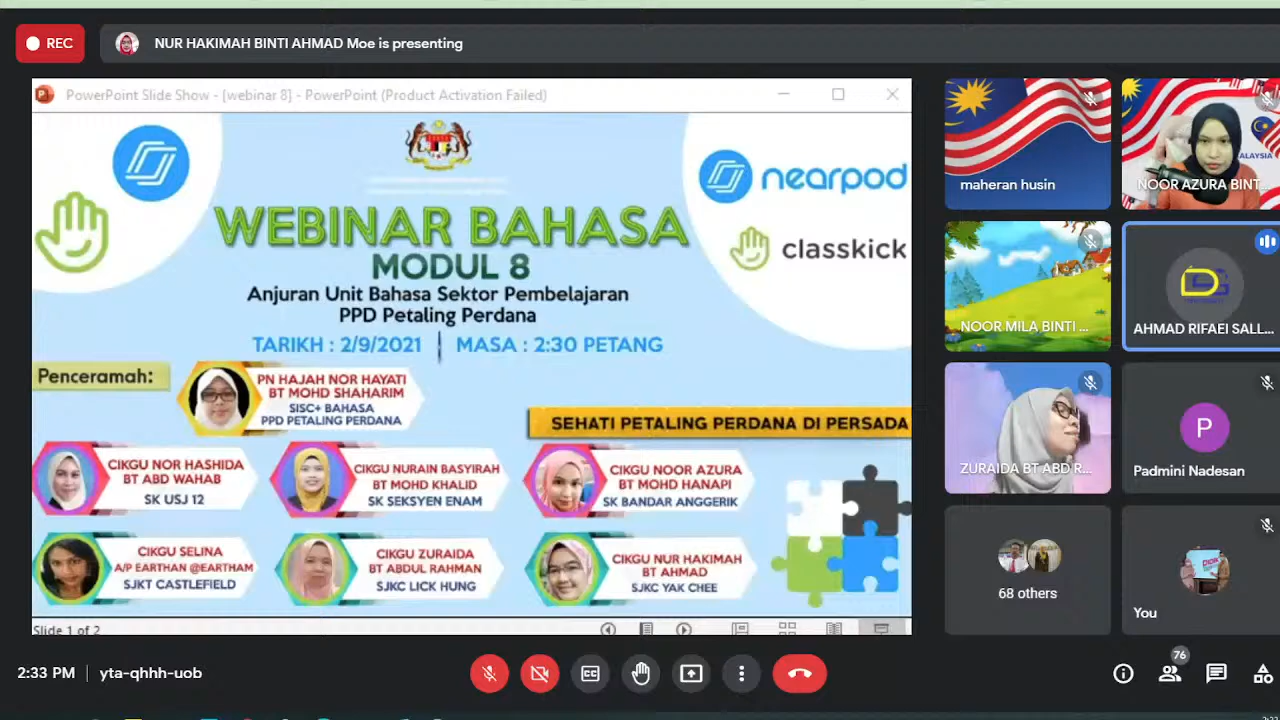 REC
NUR HAKIMAH BINTI AHMAD Moe is presenting
PowerPoint Slide Show - [webinar 8] - PowerPoint (Product Activation Failed)
nearpod
classkick
WEBINAR BAHASA
MODUL 8
Anjuran Unit Bahasa Sektor Pembelajaran
PPD Petaling Perdana
TARIKH : 2/9/2021 | MASA : 2:30 PETANG
Penceramah:
PN HAJAH NOR HAYATI
BT MOHD SHAHARIM
SISC+ BAHASA
PPD PETALING PERDANA
SEHATI PETALING PERDANA DI PERSADA
CIKGU NOR HASHIDA
BT ABD WAHAB
SK USJ 12
CIKGU NURAIN BASYIRAH
BT MOHD KHALID
SK SEKSYEN ENAM
CIKGU NOOR AZURA
BT MOHD HANAPI
SK BANDAR ANGGERIK
CIKGU SELINA
A/P EARTHAN @EARTHAM
SJKT CASTLEFIELD
CIKGU ZURAIDA
BT ABDUL RAHMAN
SJKC LICK HUNG
CIKGU NUR HAKIMAH
BT AHMAD
SJKC YAK CHEE
Slide 1 of 2
maheran husin
ALAYSIA
NOOR AZURA BINT...
NOOR MILA BINTI ...
AHMAD RIFAEI SALL...
ZURAIDA BT ABD R...
P
Padmini Nadesan
68 others
You
2:33 PM | yta-qhhh-uob
76